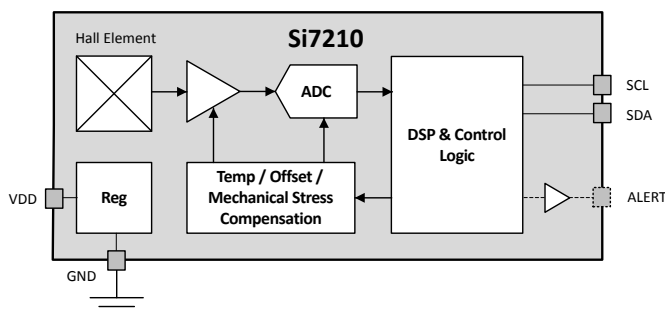 Si7210
Hall Element
ADC
SCL
SDA
DSP & Control
Logic
Temp / Offset /
Mechanical Stress
Compensation
VDD
Reg
ALERT
GND